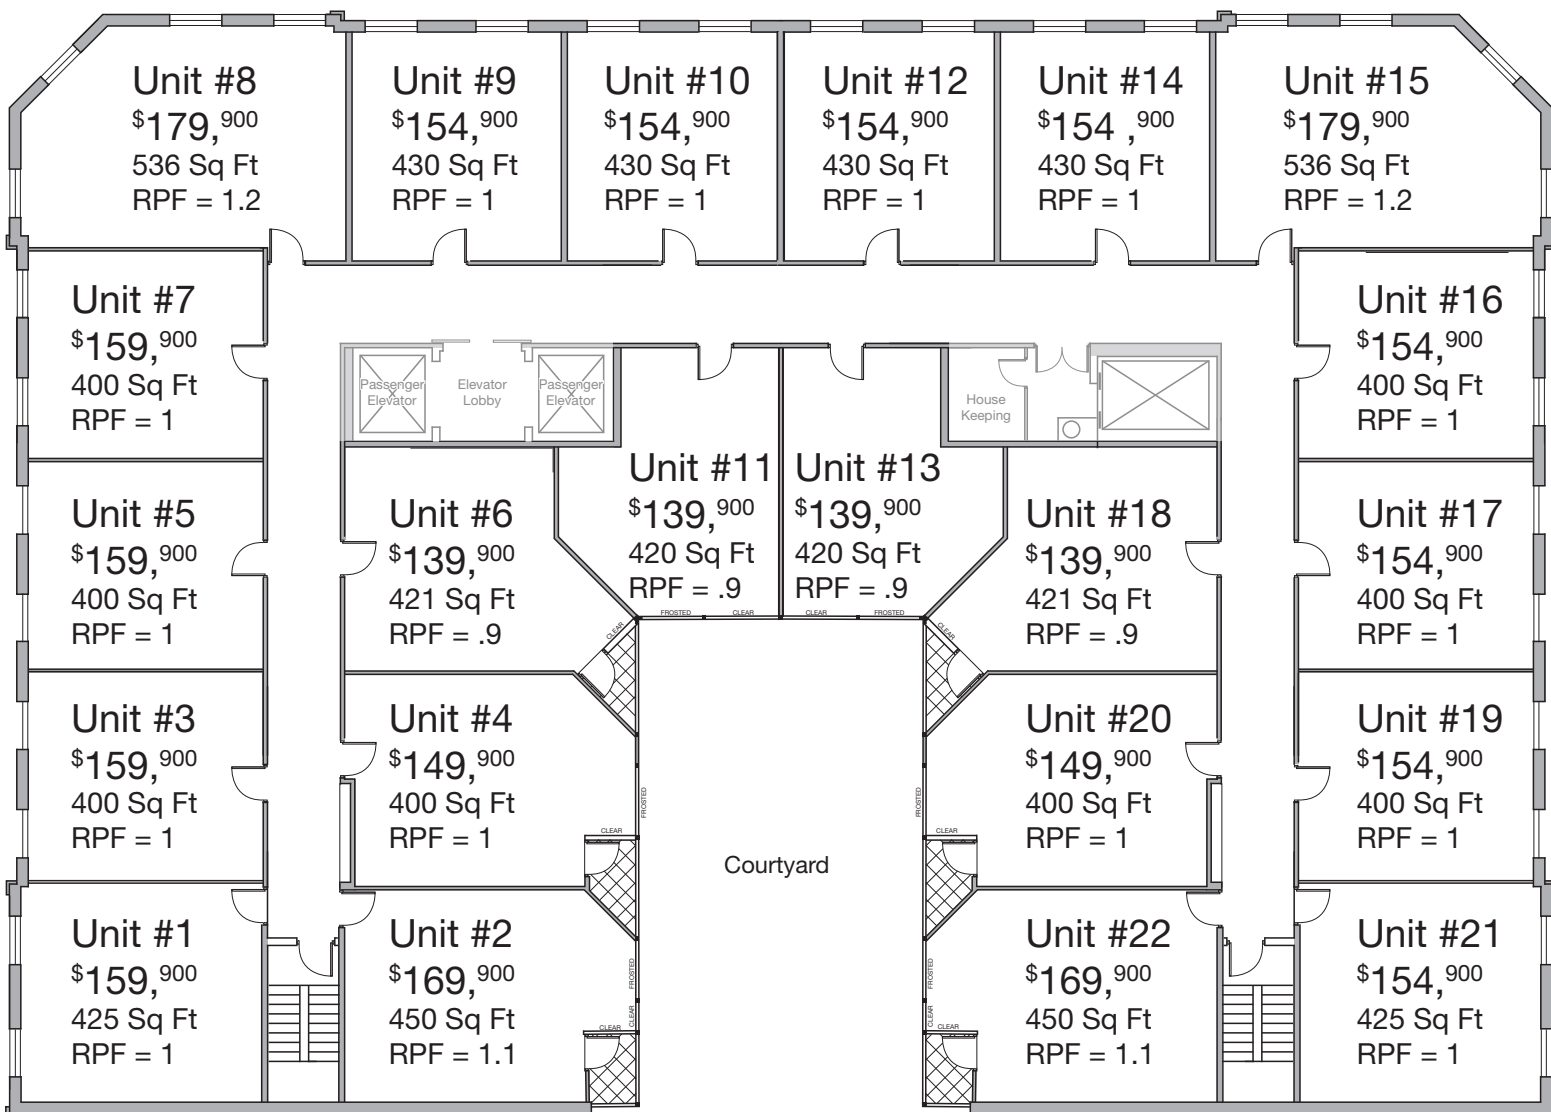 Unit #8
$179,900
536 Sq Ft
RPF = 1.2
Unit #9
$154,900
430 Sq Ft
RPF = 1
Unit #10
$154,900
430 Sq Ft
RPF = 1
Unit #12
$154,900
430 Sq Ft
RPF = 1
Unit #14
$154 ,900
430 Sq Ft
RPF = 1
Unit #15
$179,900
536 Sq Ft
RPF = 1.2
Unit #7
$159,900
400 Sq Ft
RPF = 1
Passenger
Elevator
Elevator
Lobby
Passenger
Elevator
House
Keeping
Unit #16
$154,900
400 Sq Ft
RPF = 1
Unit #5
$159,900
400 Sq Ft
RPF = 1
Unit #6
$139,900
421 Sq Ft
RPF = .9
Unit #11
$139,900
420 Sq Ft
RPF = .9
Unit #13
$139,900
420 Sq Ft
RPF = .9
Unit #18
$139,900
421 Sq Ft
RPF = .9
Unit #17
$154,900
400 Sq Ft
RPF = 1
FROSTED
CLEAR
CLEAR
FROSTED
CLEAR
CLEAR
Unit #3
$159,900
400 Sq Ft
RPF = 1
Unit #4
$149,900
400 Sq Ft
RPF = 1
FROSTED
CLEAR
Courtyard
FROSTED
CLEAR
Unit #20
$149,900
400 Sq Ft
RPF = 1
Unit #19
$154,900
400 Sq Ft
RPF = 1
Unit #1
$159,900
425 Sq Ft
RPF = 1
Unit #2
$169,900
450 Sq Ft
RPF = 1.1
FROSTED
CLEAR
CLEAR
FROSTED
CLEAR
CLEAR
Unit #22
$169,900
450 Sq Ft
RPF = 1.1
Unit #21
$154,900
425 Sq Ft
RPF = 1